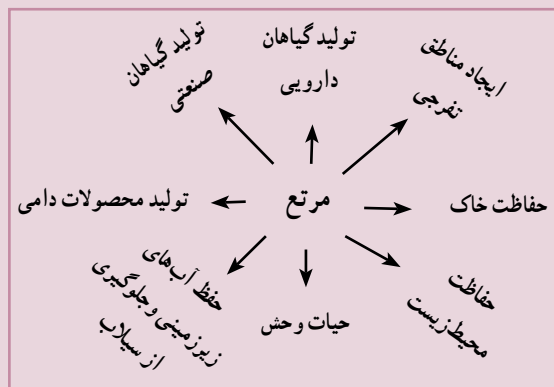 تولید گیاهان
دارویی
ایجاد مناطق
تفرجی
حفاظت خاک
حفاظت
محیط‌زیست
حیات وحش
حفظ آب‌های
زیرزمینی و جلوگیری
از سیلاب
تولید محصولات دامی
تولید گیاهان
صنعتی
مرتع